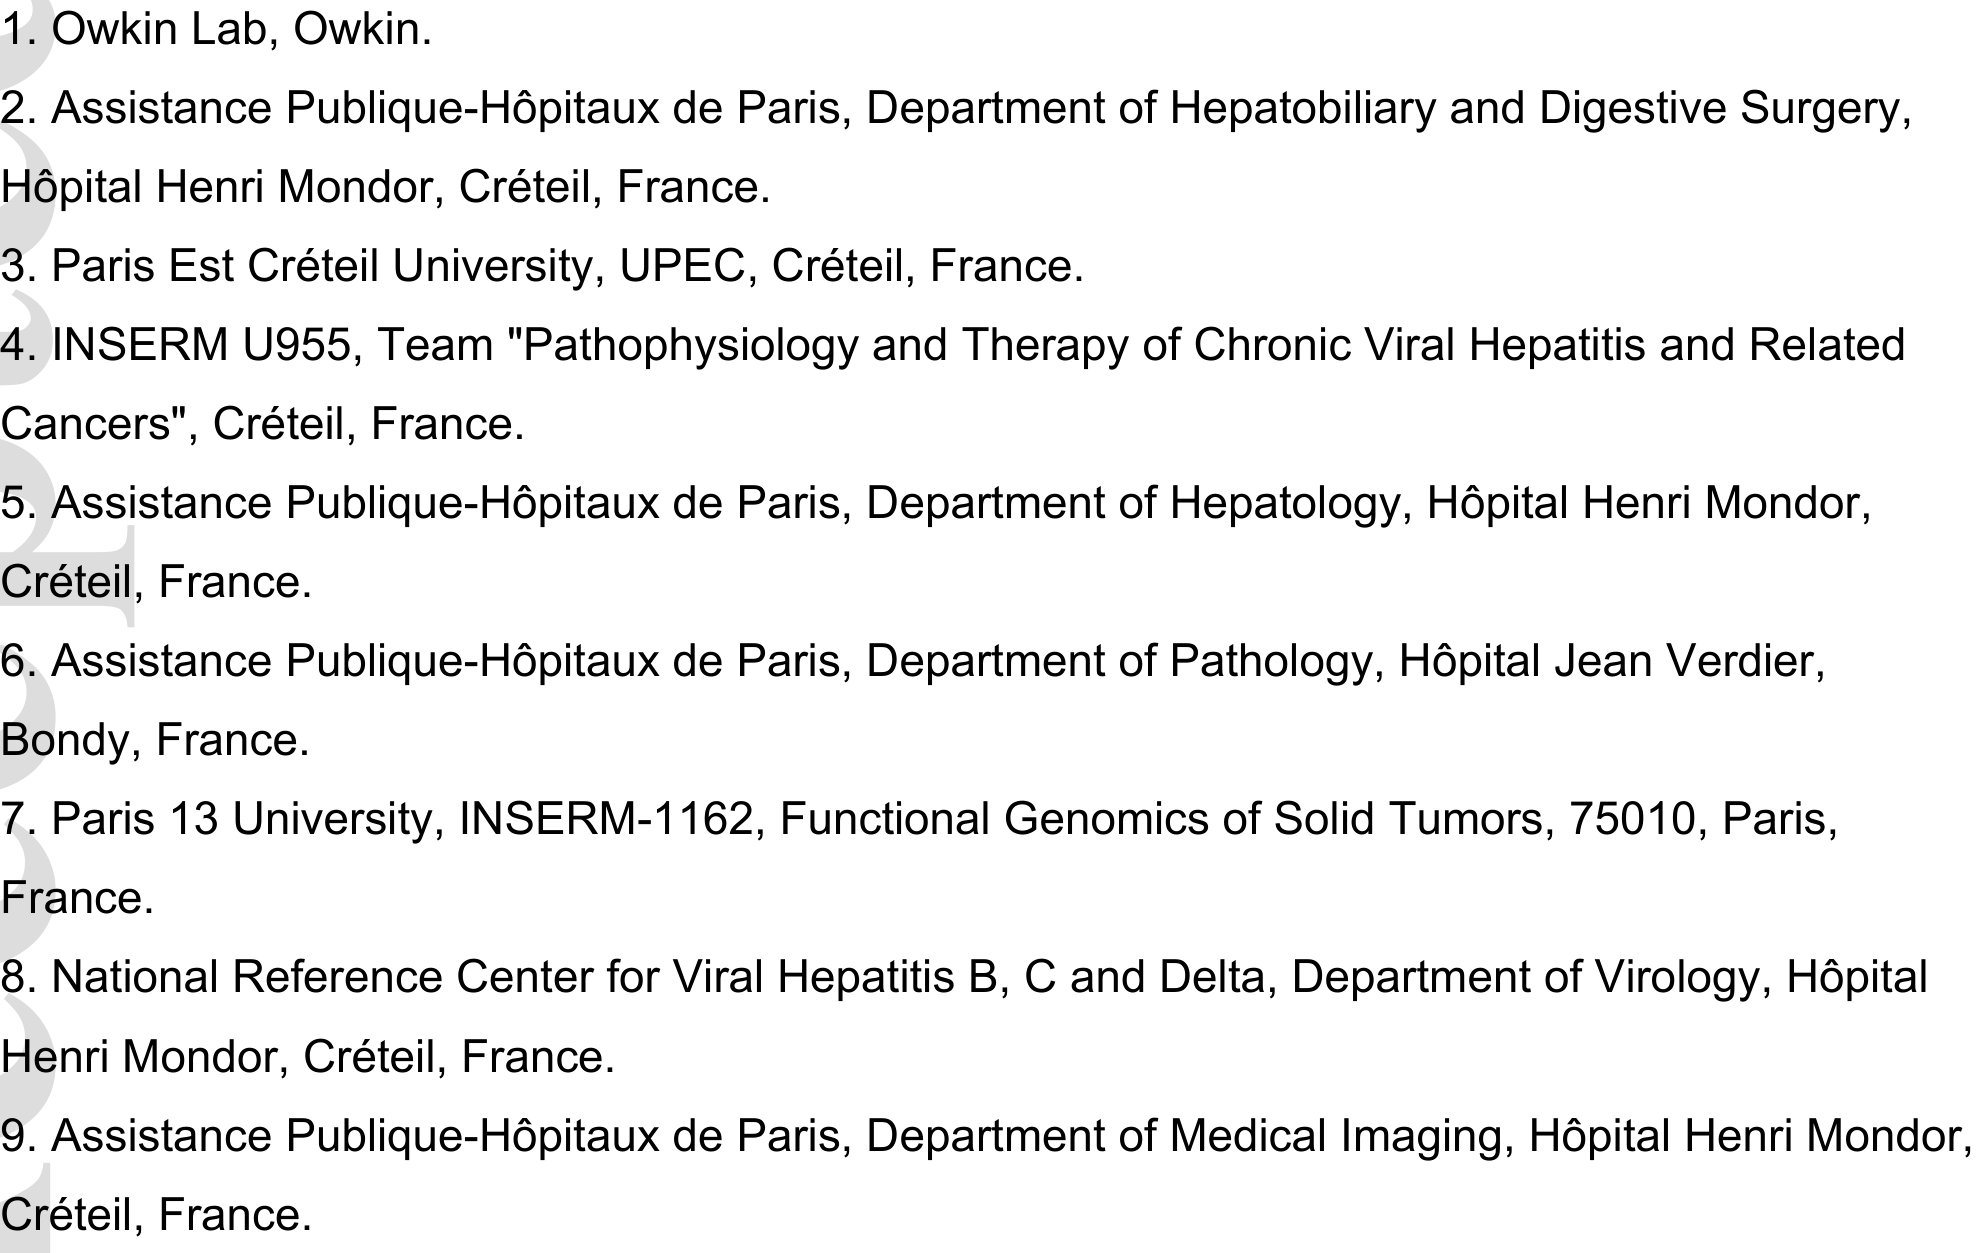 1. Owkin Lab, Owkin.
2. Assistance Publique-Hôpitaux de Paris, Department of Hepatobiliary and Digestive Surgery,
Hôpital Henri Mondor, Créteil, France.
3. Paris Est Créteil University, UPEC, Créteil, France.
4. INSERM U955, Team "Pathophysiology and Therapy of Chronic Viral Hepatitis and Related
Cancers", Créteil, France.
5. Assistance Publique-Hôpitaux de Paris, Department of Hepatology, Hôpital Henri Mondor,
Créteil, France.
6. Assistance Publique-Hôpitaux de Paris, Department of Pathology, Hôpital Jean Verdier,
Bondy, France.
7. Paris 13 University, INSERM-1162, Functional Genomics of Solid Tumors, 75010, Paris,
France.
8. National Reference Center for Viral Hepatitis B, C and Delta, Department of Virology, Hôpital
Henri Mondor, Créteil, France.
9. Assistance Publique-Hôpitaux de Paris, Department of Medical Imaging, Hôpital Henri Mondor,
Créteil, France.